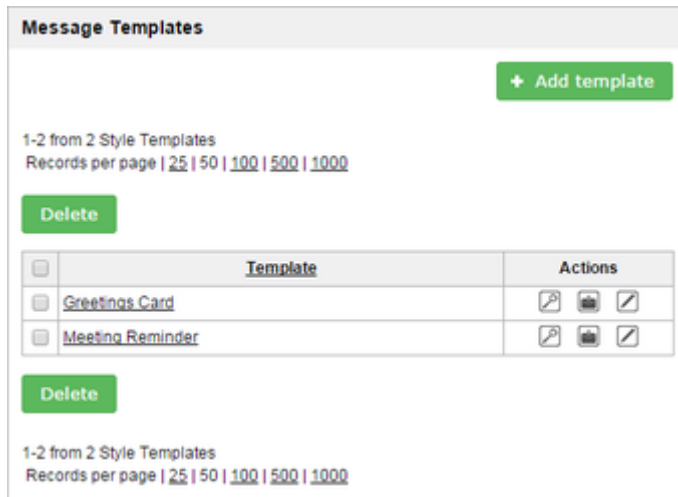 Message Templates
+ Add template
1-2 from 2 Style Templates
Records per page | 25 | 50 | 100 | 500 | 1000
Delete
Template Actions
Greetings Card
Meeting Reminder
Delete
1-2 from 2 Style Templates
Records per page | 25 | 50 | 100 | 500 | 1000